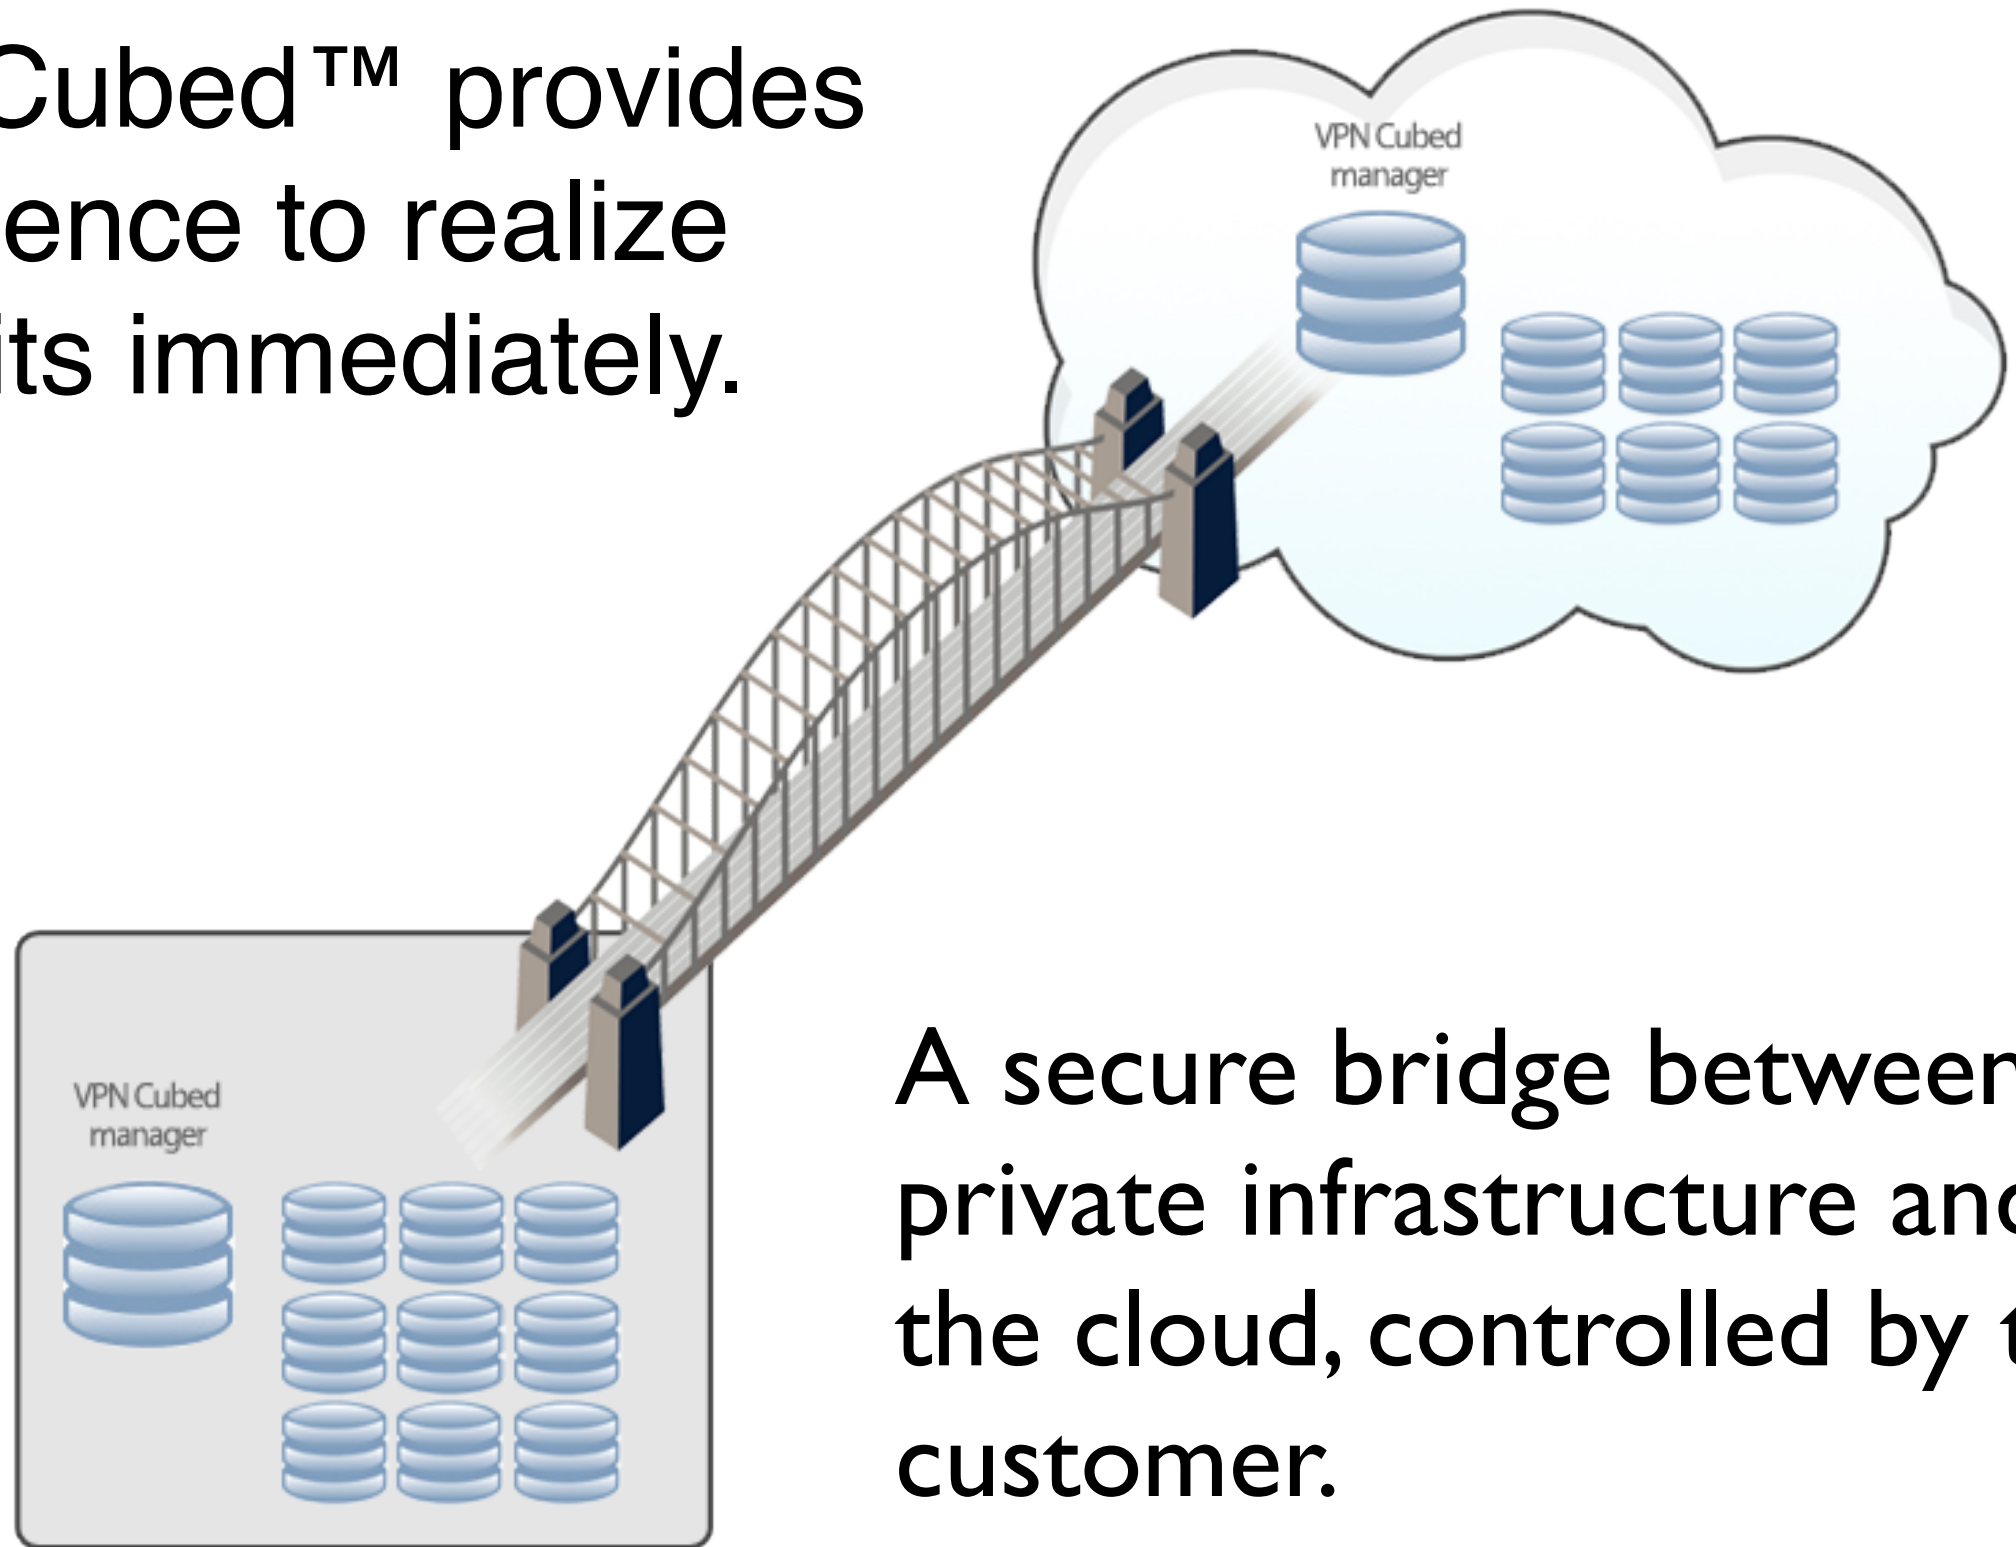 Cubed™ provides
ence to realize
its immediately.
VPN Cubed
manager
VPN Cubed
manager
A secure bridge between
private infrastructure and
the cloud, controlled by t
customer.